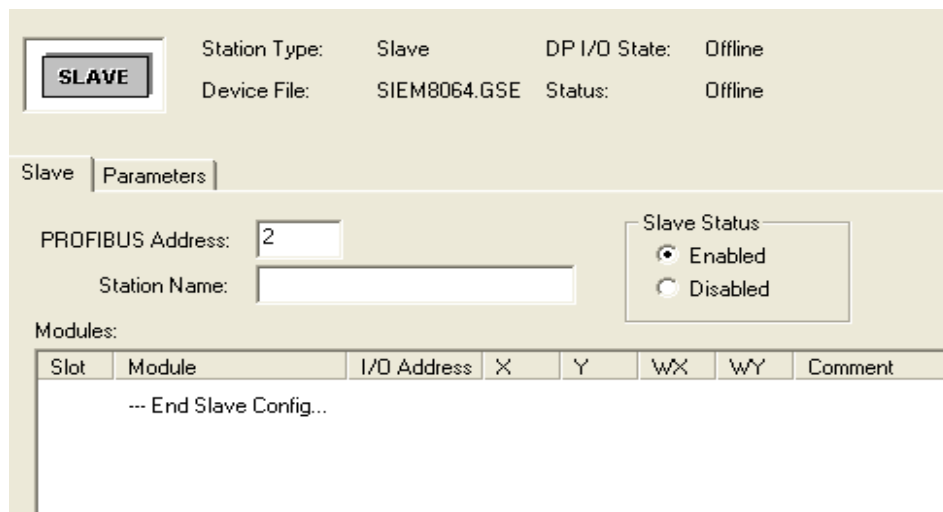 SLAVE
Station Type: Slave DP I/O State: Offline
Device File: SIEM8064.GSE Status: Offline
Slave Parameters
PROFIBUS Address: 2
Station Name:
Slave Status
Enabled
Disabled
Modules:
Slot Module I/O Address X Y WX WY Comment
--- End Slave Config...